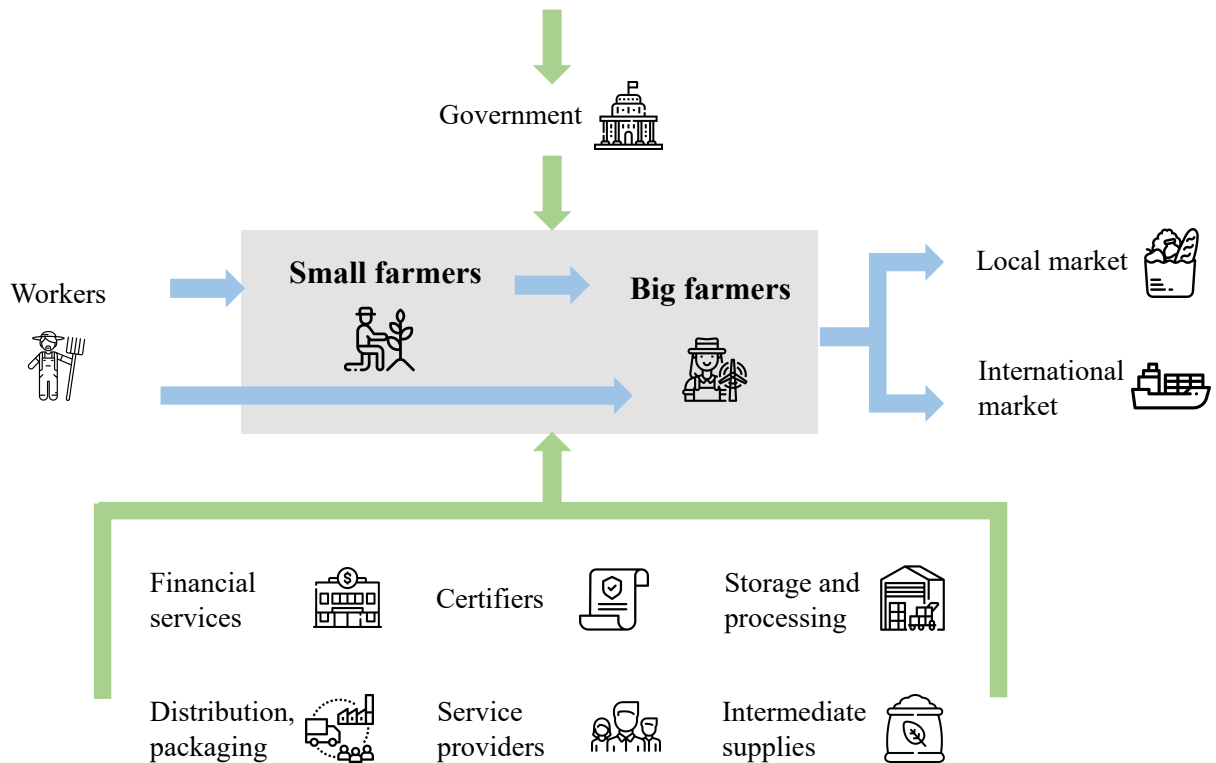 Government
Small farmers
Big farmers
Workers
Local market
International
market
Financial
services
Certifiers
Storage and
processing
Distribution,
packaging
Service
providers
Intermediate
supplies